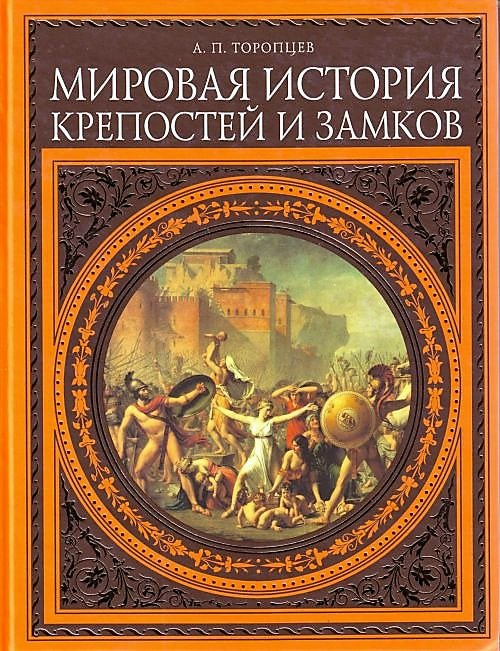 А. П. ТОРОПЦЕВ
МИРОВАЯ ИСТОРИЯ
КРЕПОСТЕЙ И ЗАМКОВ